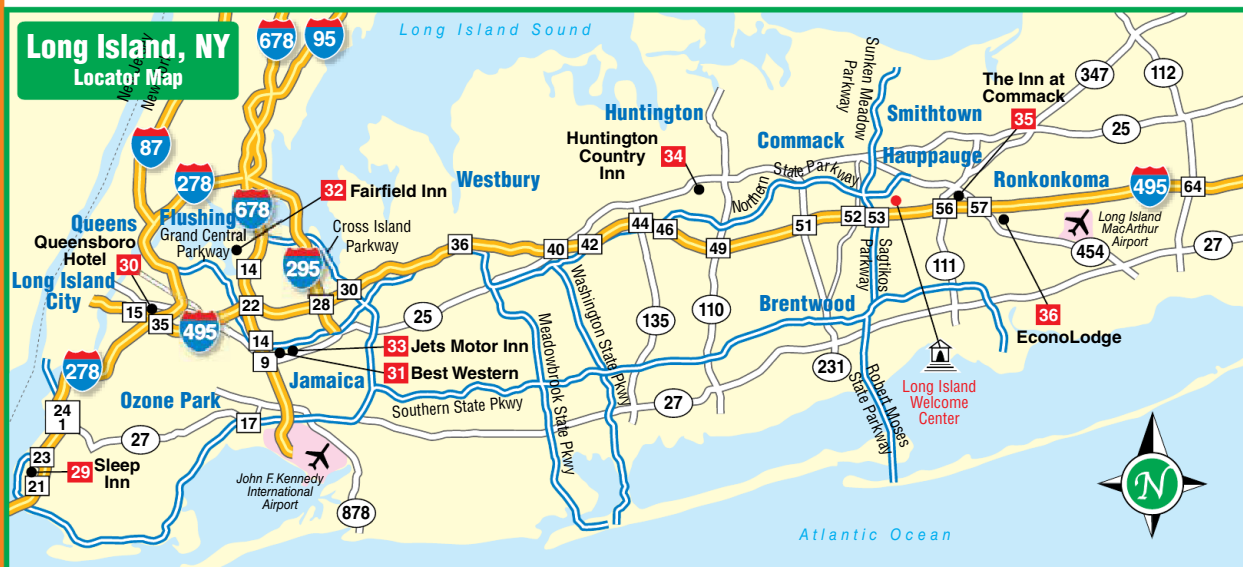 Long Island, NY
Locator Map
New Jersey
New York
678
95
Long Island Sound
87
278
678
32 Fairfield Inn
Westbury
Huntington
Huntington
Country
Inn
34
Sunken Meadow
Parkway
Commack
Northern State Parkway
Smithtown
Hauppauge
The Inn at
Commack
35
347
112
25
Ronkonkoma
495
64
Queens
Queensboro
Hotel
30
Long Island
City
Flushing
Grand Central
Parkway
14
Cross Island
Parkway
295
15
35
495
22
28
30
36
40
42
44
46
49
51
52
53
56
57
Long Island
MacArthur
Airport
454
27
111
25
14
9
33 Jets Motor Inn
31 Best Western
Jamaica
Meadowbrook State Pkwy
Washington State Pkwy
135
110
Brentwood
Sagtikos
Parkway
36
EconoLodge
278
Ozone Park
Southern State Pkwy
27
231
Robert Moses
State Parkway
Long Island
Welcome
Center
24
1
27
17
23
21
29 Sleep
Inn
John F. Kennedy
International
Airport
878
Atlantic Ocean
N